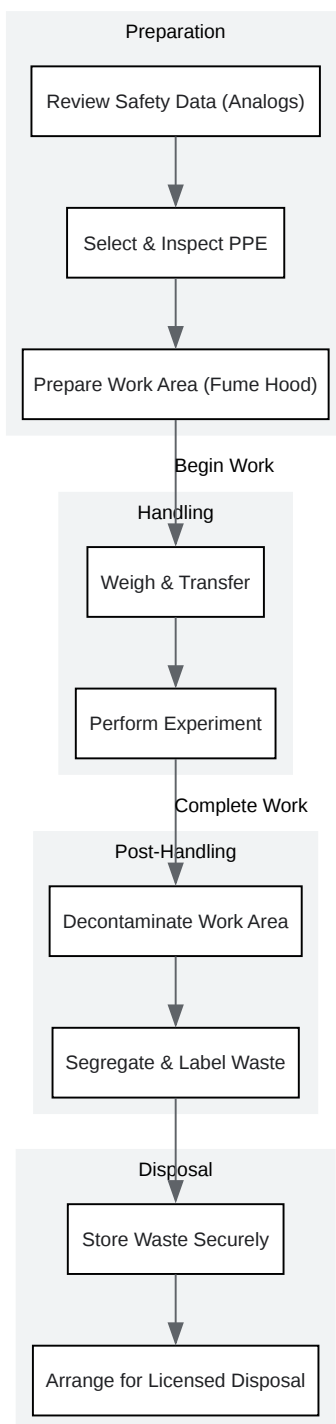 Preparation
Review Safety Data (Analogs)
Select & Inspect PPE
Prepare Work Area (Fume Hood)
Begin Work
Handling
Weigh & Transfer
Perform Experiment
Complete Work
Post-Handling
Decontaminate Work Area
Segregate & Label Waste
Disposal
Store Waste Securely
Arrange for Licensed Disposal